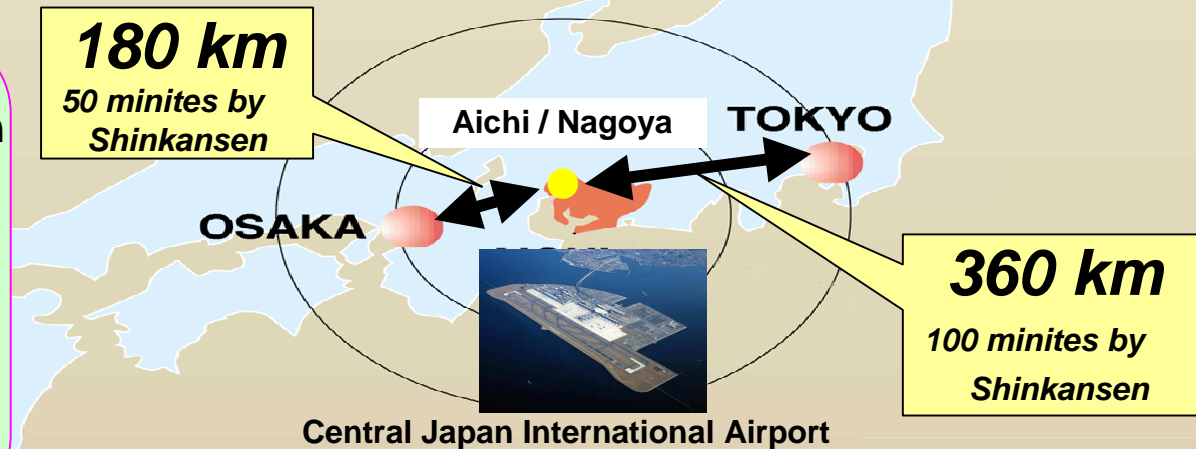 180 km
50 minites by
Shinkansen
Aichi / Nagoya
TOKYO
OSAKA
360 km
100 minites by
Shinkansen
Central Japan International Airport